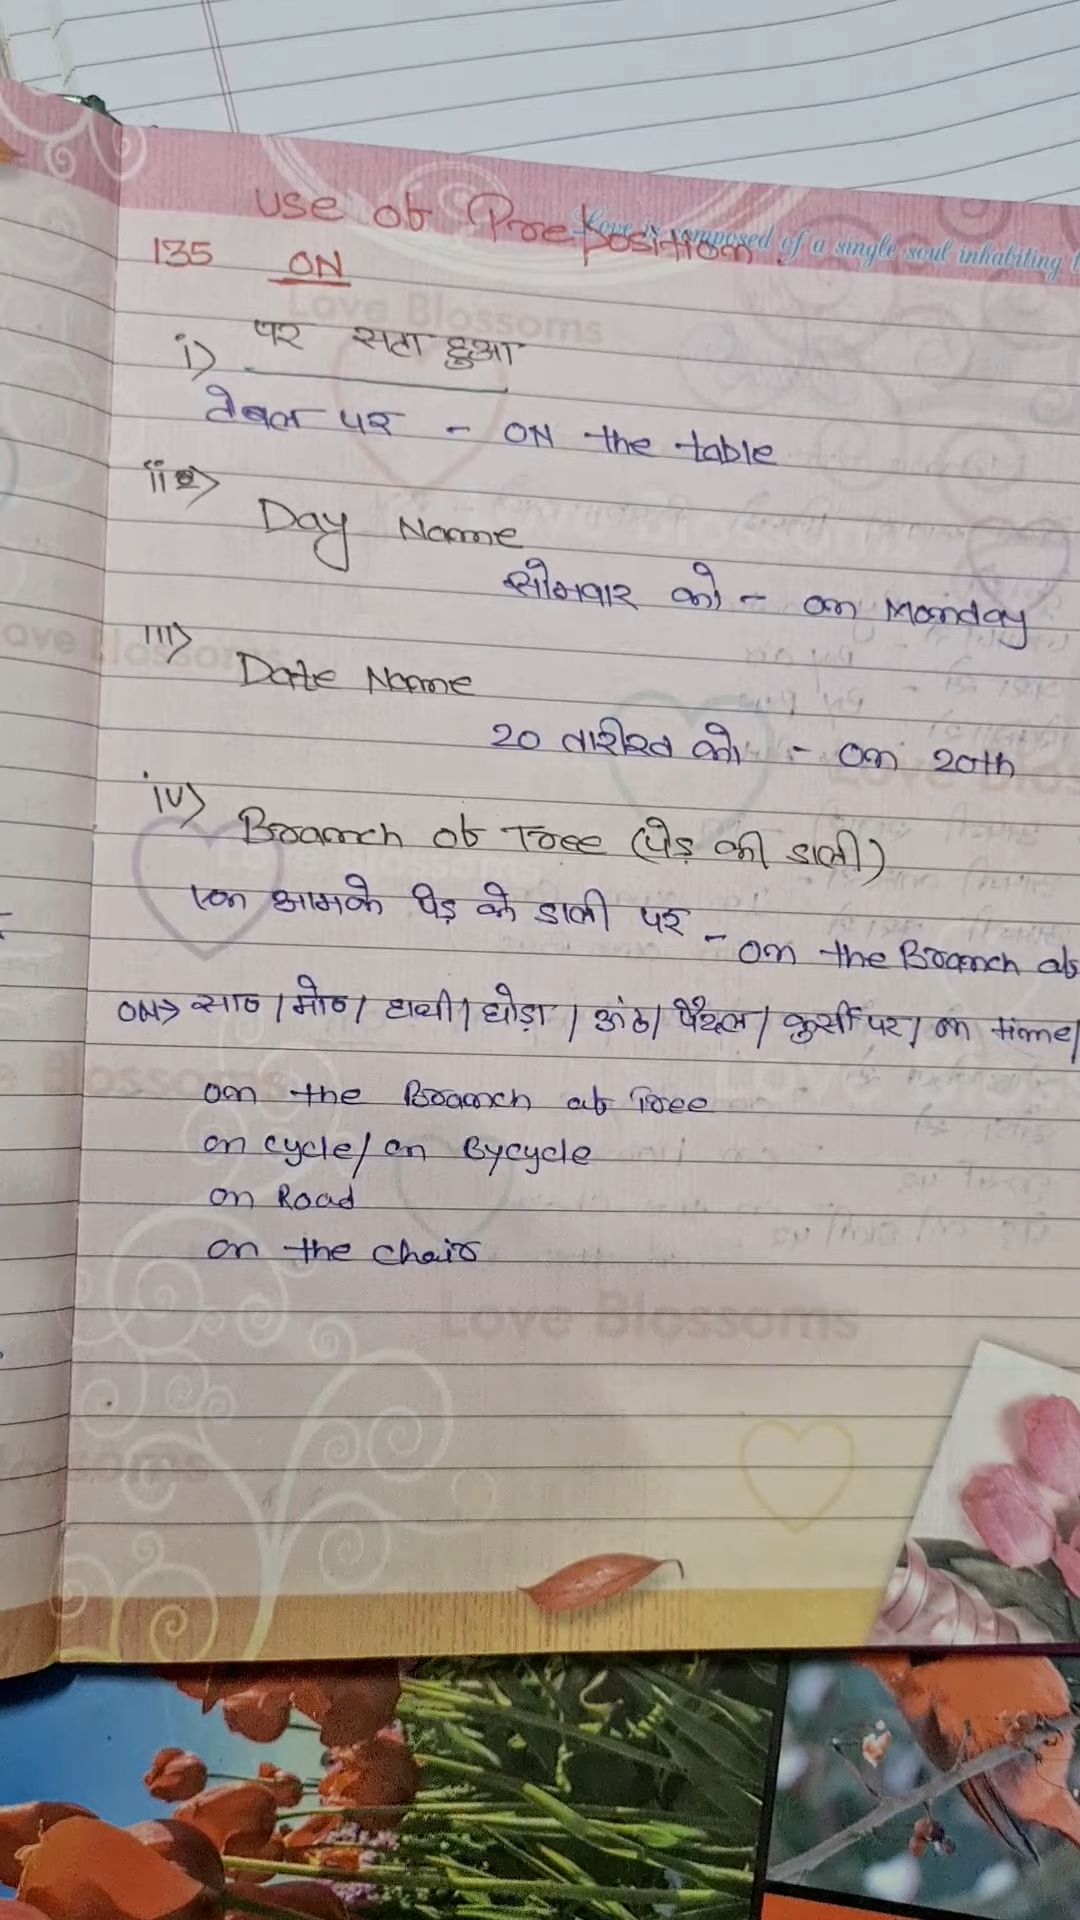 Love is composed of a single soul inhabiting
use of Preposition.
135 ON
Love Blossoms
i) पर सटा हुआ
टेबल पर - ON the table
ii)
Day Name
सोमवार को - on Monday
iii)
Date Name
20 तारीख को - on 20th
iv)
Branch of Tree (पेड़ की डाली)
आमके पेड़ के डाली पर - on the Branch of
ON→ साठ / मोठ / हाथी / घोड़ा / ऊंठ / पैदल / कुर्सी पर / on time /
on the Branch of Tree
on cycle / on Bycycle
on Road
on the chair
Love Blossoms